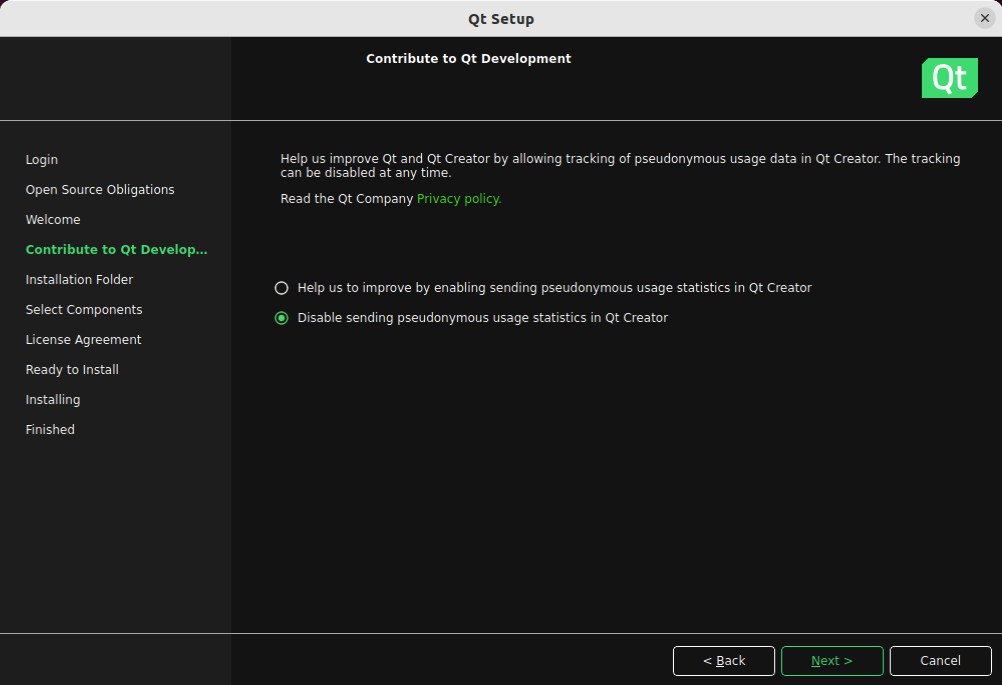 Qt Setup
Contribute to Qt Development
Qt
Login
Open Source Obligations
Welcome
Contribute to Qt Develop...
Installation Folder
Select Components
License Agreement
Ready to Install
Installing
Finished
Help us improve Qt and Qt Creator by allowing tracking of pseudonymous usage data in Qt Creator. The tracking
can be disabled at any time.
Read the Qt Company Privacy policy.
Help us to improve by enabling sending pseudonymous usage statistics in Qt Creator
Disable sending pseudonymous usage statistics in Qt Creator
< Back
Next >
Cancel